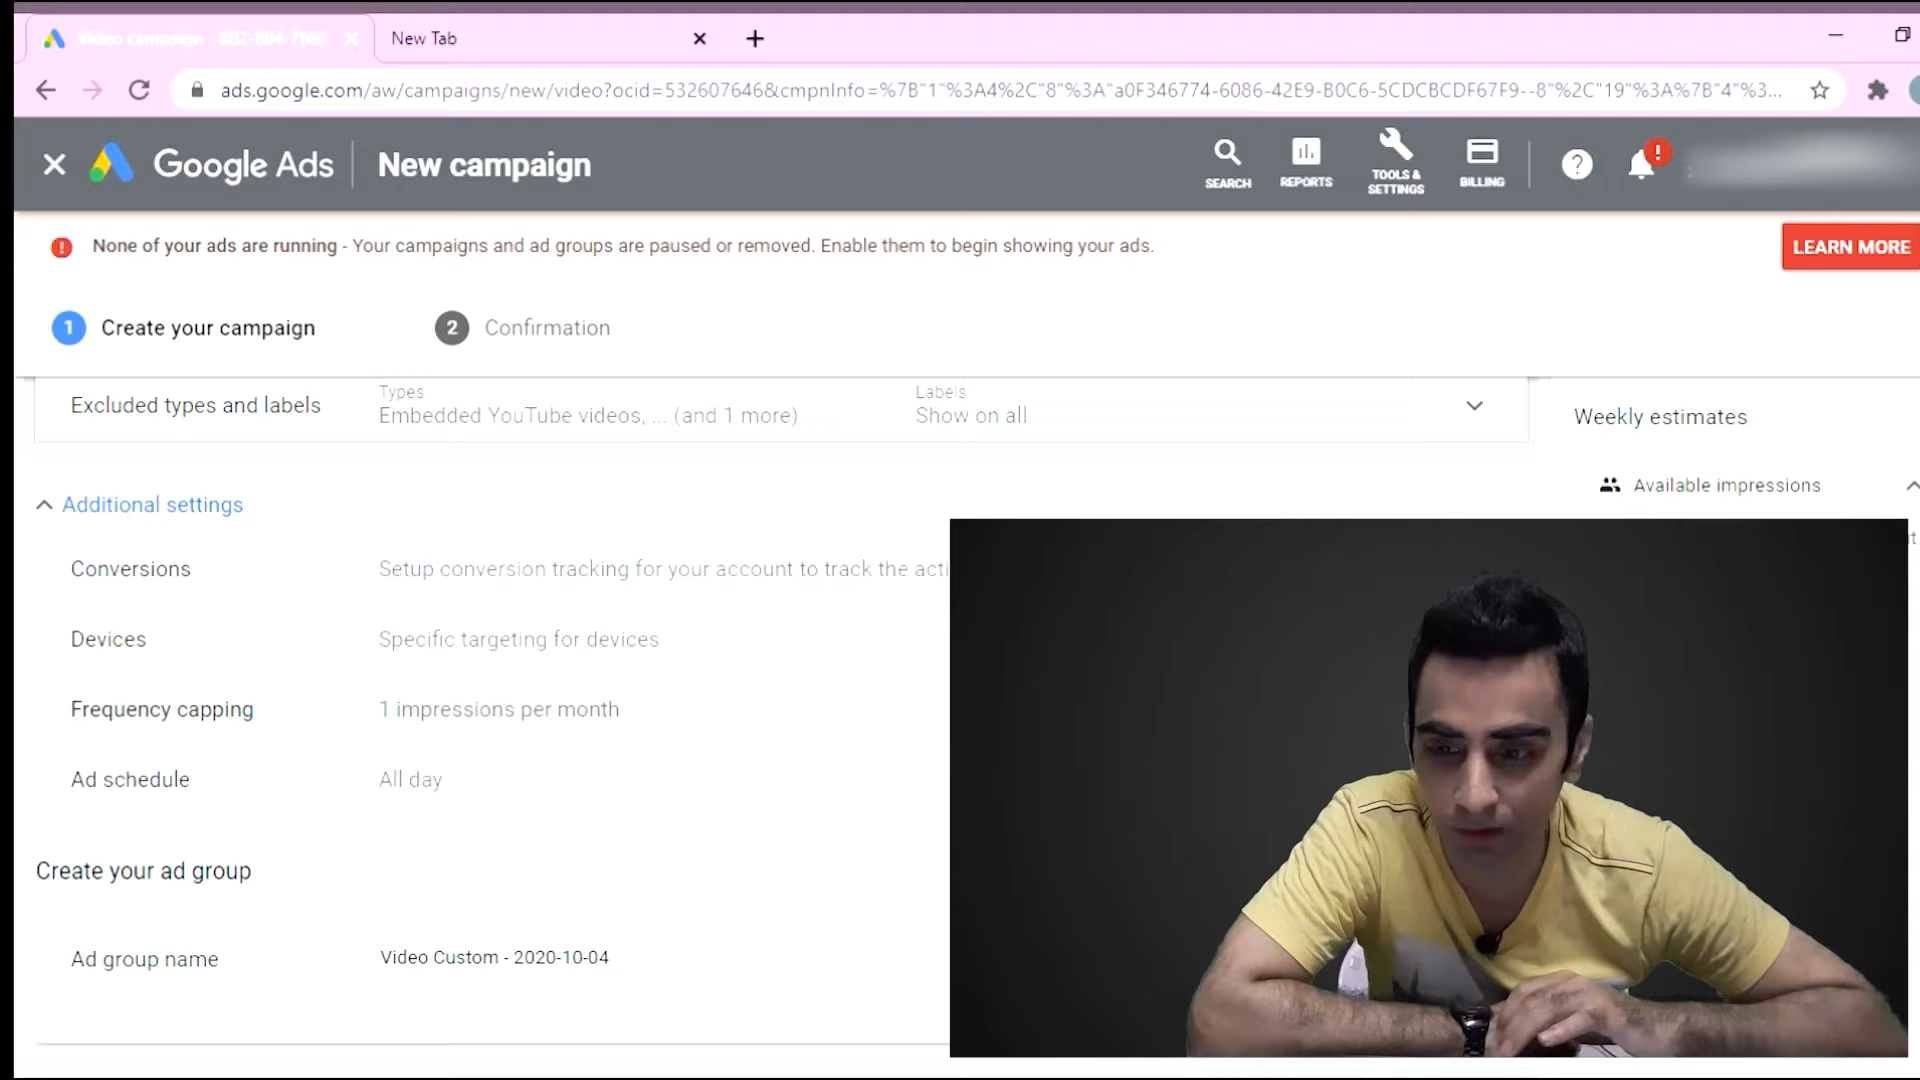 New Tab
ads.google.com/aw/campaigns/new/video?ocid=532607646&cmpnInfo=%7B"1"%3A4%2C"8"%3A"a0F346774-6086-42E9-B0C6-5CDCBCDF67F9--8"%2C"19"%3A%7B"4"%3...
Google Ads New campaign
SEARCH REPORTS TOOLS & SETTINGS BILLING
None of your ads are running - Your campaigns and ad groups are paused or removed. Enable them to begin showing your ads.
LEARN MORE
1 Create your campaign 2 Confirmation
Types Labels
Excluded types and labels Embedded YouTube videos, ... (and 1 more) Show on all
Weekly estimates
Available impressions
Additional settings
Conversions Setup conversion tracking for your account to track the acti
Devices Specific targeting for devices
Frequency capping 1 impressions per month
Ad schedule All day
Create your ad group
Ad group name Video Custom - 2020-10-04